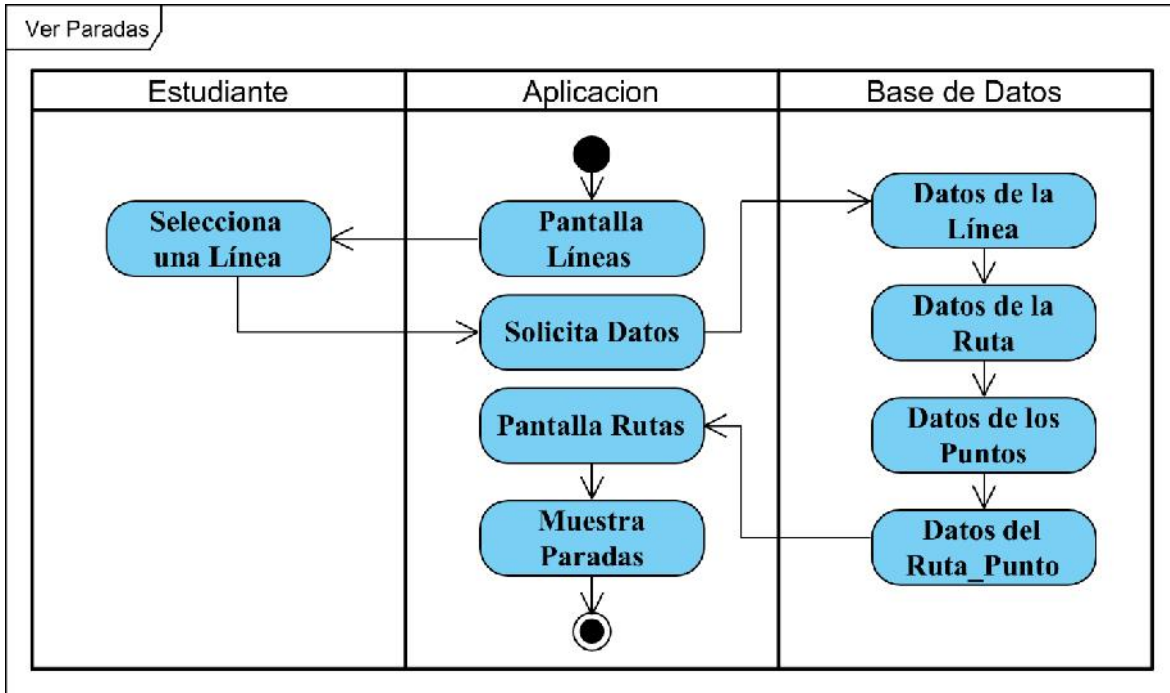 Ver Paradas
Estudiante
Aplicacion
Base de Datos
Selecciona
una Línea
Pantalla
Líneas
Solicita Datos
Pantalla Rutas
Muestra
Paradas
Datos de la
Línea
Datos de la
Ruta
Datos de los
Puntos
Datos del
Ruta_Punto